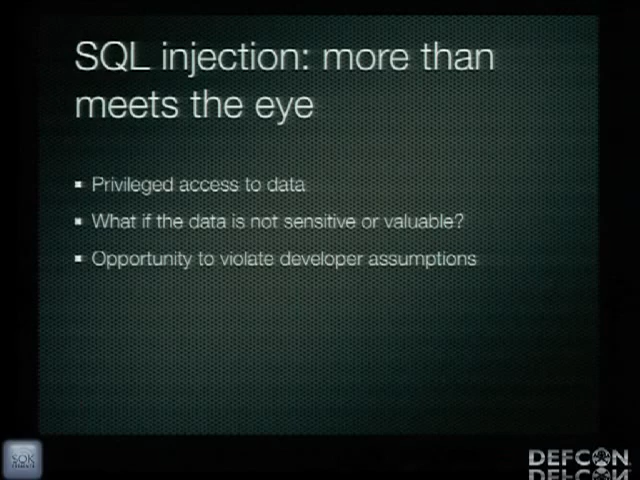 SQL injection: more than
meets the eye
Privileged access to data
What if the data is not sensitive or valuable?
Opportunity to violate developer assumptions
SOK
DEFCON